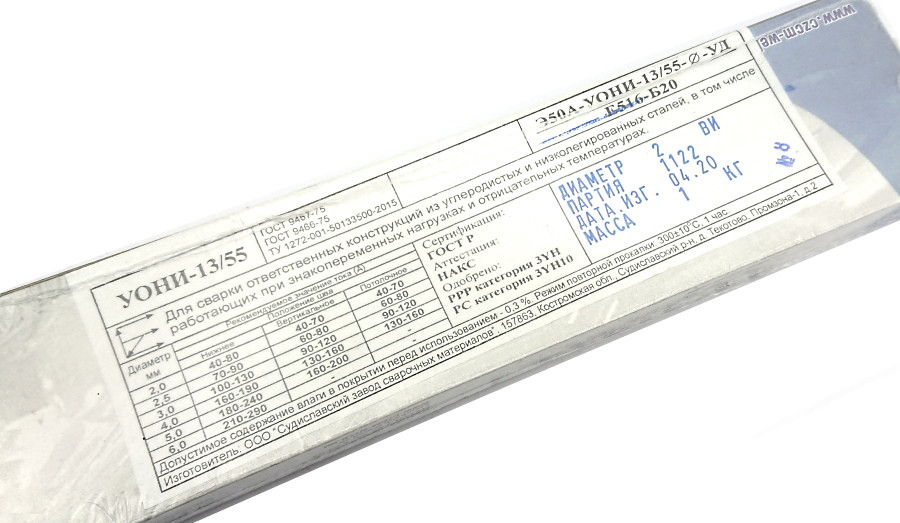 www.czcm-we
УОНИ-13/55
ГОСТ 9467-75
ГОСТ 9466-75
ТУ 1272-001-50133500-2015
Э50А-УОНИ-13/55-∅-УД
Е516-Б20
Для сварки ответственных конструкций из углеродистых и низколегированных сталей, в том числе
работающих при знакопеременных нагрузках и отрицательных температурах.
Диаметр мм
Рекомендуемое значение тока (А)
Положение шва
Нижнее Вертикальное Потолочное
2,0 40-80 40-70 40-70
2,5 70-90 60-80 60-80
3,0 100-130 90-120 90-120
4,0 160-190 130-160 130-160
5,0 180-240 160-200 -
6,0 210-290 - -
Сертификация:
ГОСТ Р
Аттестация:
НАКС
Одобрено:
РРР категория 3YН
РС категория 3YН10
ДИАМЕТР 2 ВИ
ПАРТИЯ 1122
ДАТА ИЗГ. 04.20
МАССА 1 КГ
№8
Допустимое содержание влаги в покрытии перед использованием - 0,3 %. Режим повторной прокалки: 300±10°С, 1 час
Изготовитель. ООО "Судиславский завод сварочных материалов" 157863, Костромская обл. Судиславский р-н, д. Текотово, Промзона-1, д.2